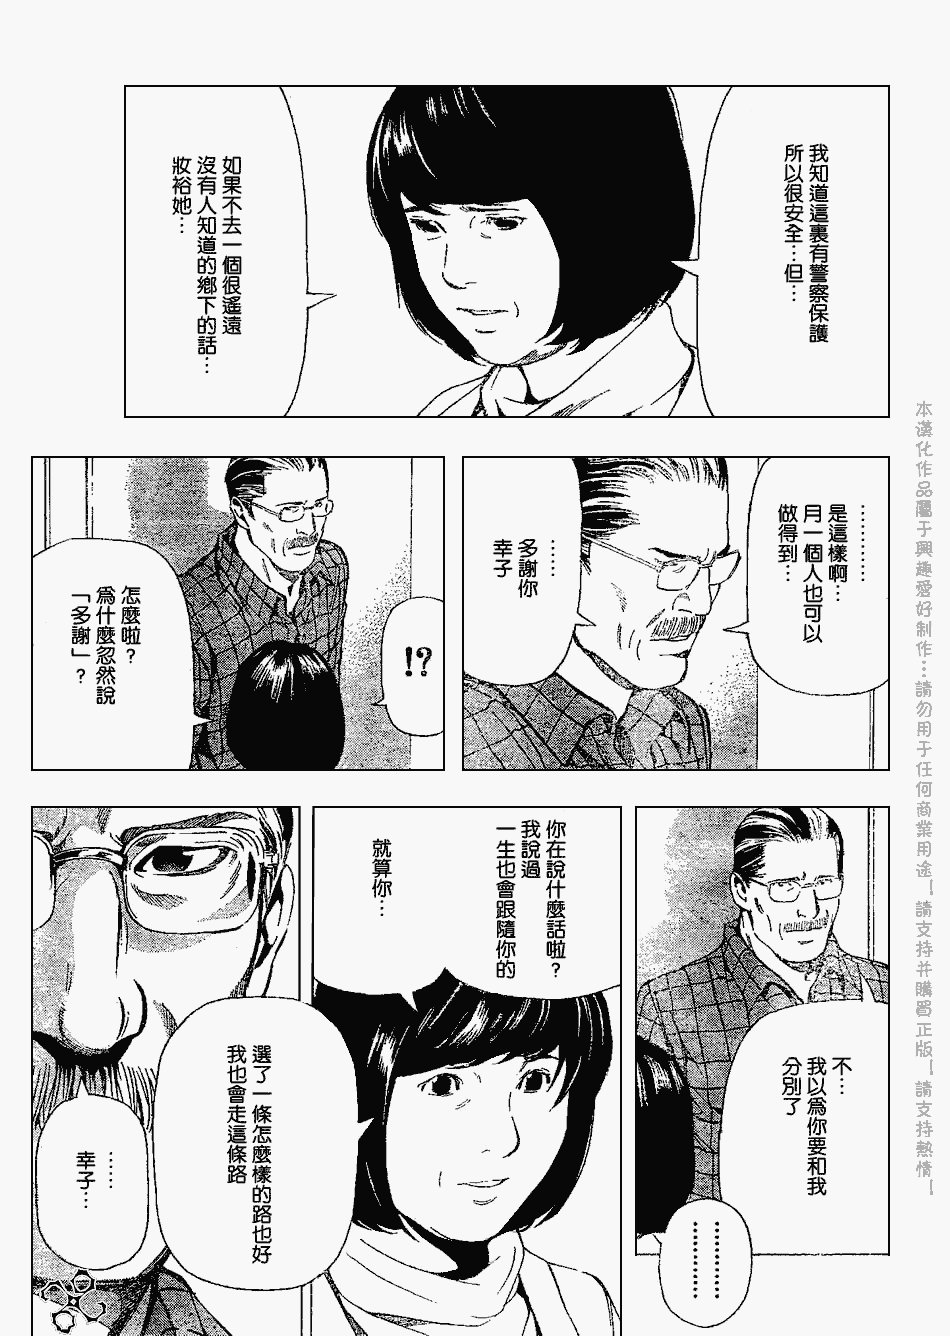 我知道這裏有警察保護
所以很安全…但…
如果不去一個很遙遠
沒有人知道的鄉下的話…
妝裕她…
…………
是這樣啊…
月一個人也可以
做得到…
……
多謝你
幸子
!?
怎麼啦?
為什麼忽然說
「多謝」?
不…
我以為你要和我
分別了
…………
…………
你在說什麼話啦?
我說過
一生也會跟隨你的
就算你…
選了一條怎麼樣的路也好
我也會走這條路
……
幸子…
本漢化作品屬于興趣愛好制作…請勿用于任何商業用途!請支持并購買正版!請支持熱情!